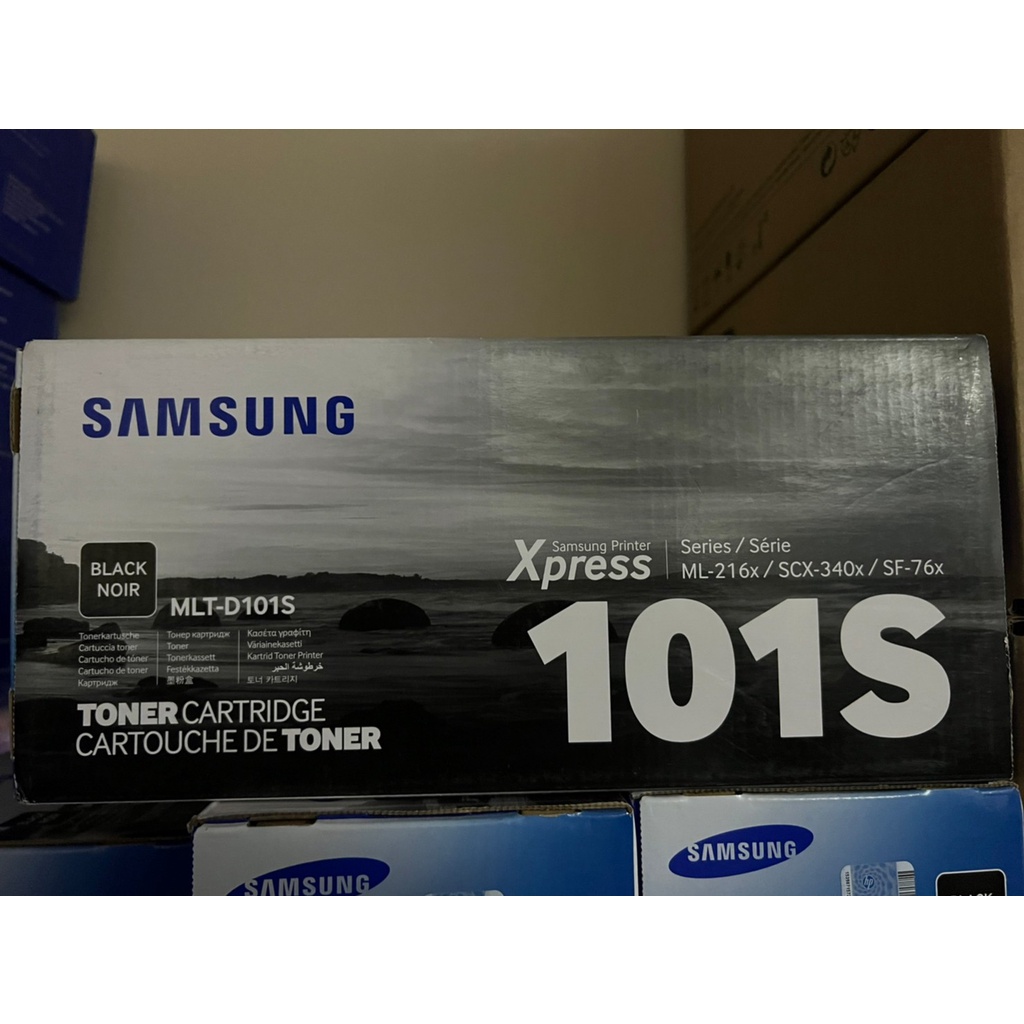 SAMSUNG
Samsung Printer
Xpress
Series / Série
ML-216x / SCX-340x / SF-76x
BLACK
NOIR
MLT-D101S
101S
Tonerkartusche
Cartuccia toner
Cartucho de tóner
Cartucho de toner
Картридж
Тонер картридж
Toner
Tonerkassett
Festékkazetta
墨粉盒
Κασέτα γραφίτη
Väriainekasetti
Kartrid Toner Printer
خرطوشة الحبر
토너 카트리지
TONER CARTRIDGE
CARTOUCHE DE TONER
SAMSUNG
SAMSUNG